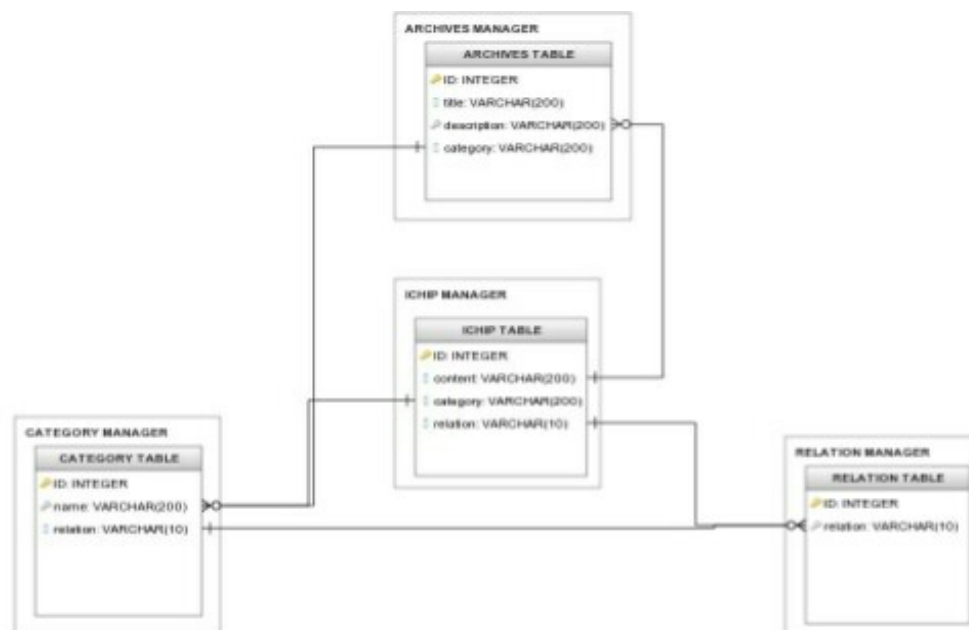 ARCHIVES MANAGER
ARCHIVES TABLE
ID: INTEGER
title: VARCHAR(200)
description: VARCHAR(200)
category: VARCHAR(200)
ICHIP MANAGER
ICHIP TABLE
ID: INTEGER
content: VARCHAR(200)
category: VARCHAR(200)
relation: VARCHAR(10)
CATEGORY MANAGER
CATEGORY TABLE
ID: INTEGER
name: VARCHAR(200)
relation: VARCHAR(10)
RELATION MANAGER
RELATION TABLE
ID: INTEGER
relation: VARCHAR(10)